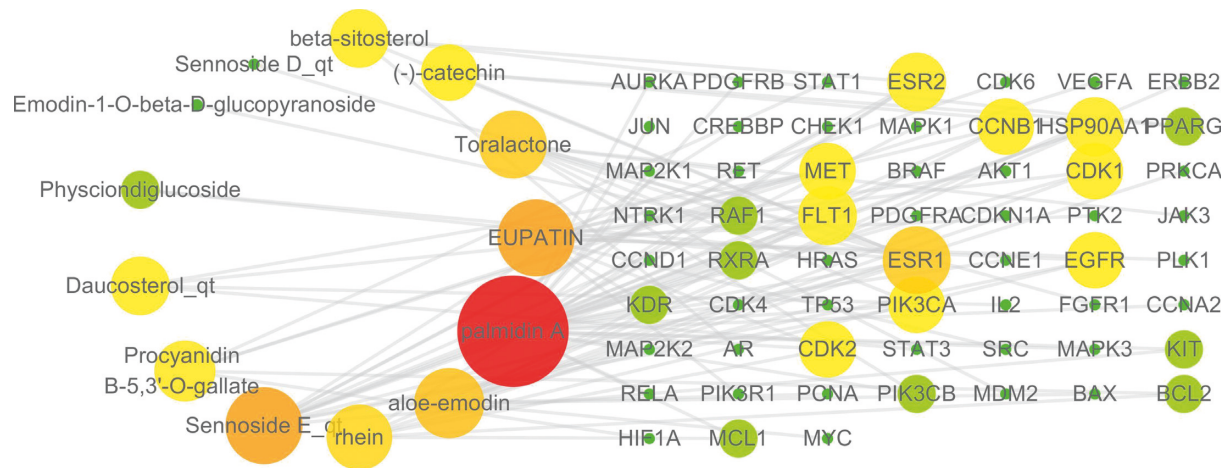 beta-sitosterol
Sennoside D_qt
(-)-catechin
Emodin-1-O-beta-D-glucopyranoside
Toralactone
Physciondiglucoside
EUPATIN
Daucosterol_qt
palmidin A
Procyanidin
B-5,3'-O-gallate
aloe-emodin
Sennoside E_qt
rhein
AURKA PDGFRB STAT1 ESR2 CDK6 VEGFA ERBB2
JUN CREBBP CHEK1 MAPK1 CCNB1 HSP90AA1 PPARG
MAP2K1 RET MET BRAF AKT1 CDK1 PRKCA
NTRK1 RAF1 FLT1 PDGFRA CDKN1A PTK2 JAK3
CCND1 RXRA HRAS ESR1 CCNE1 EGFR PLK1
KDR CDK4 TP53 PIK3CA IL2 FGFR1 CCNA2
MAP2K2 AR CDK2 STAT3 SRC MAPK3 KIT
RELA PIK3R1 PCNA PIK3CB MDM2 BAX BCL2
HIF1A MCL1 MYC